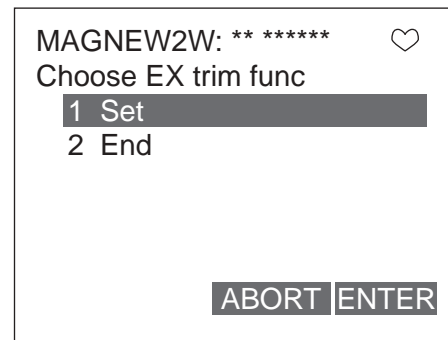 MAGNEW2W: ** ******
Choose EX trim func
1 Set
2 End
ABORT ENTER